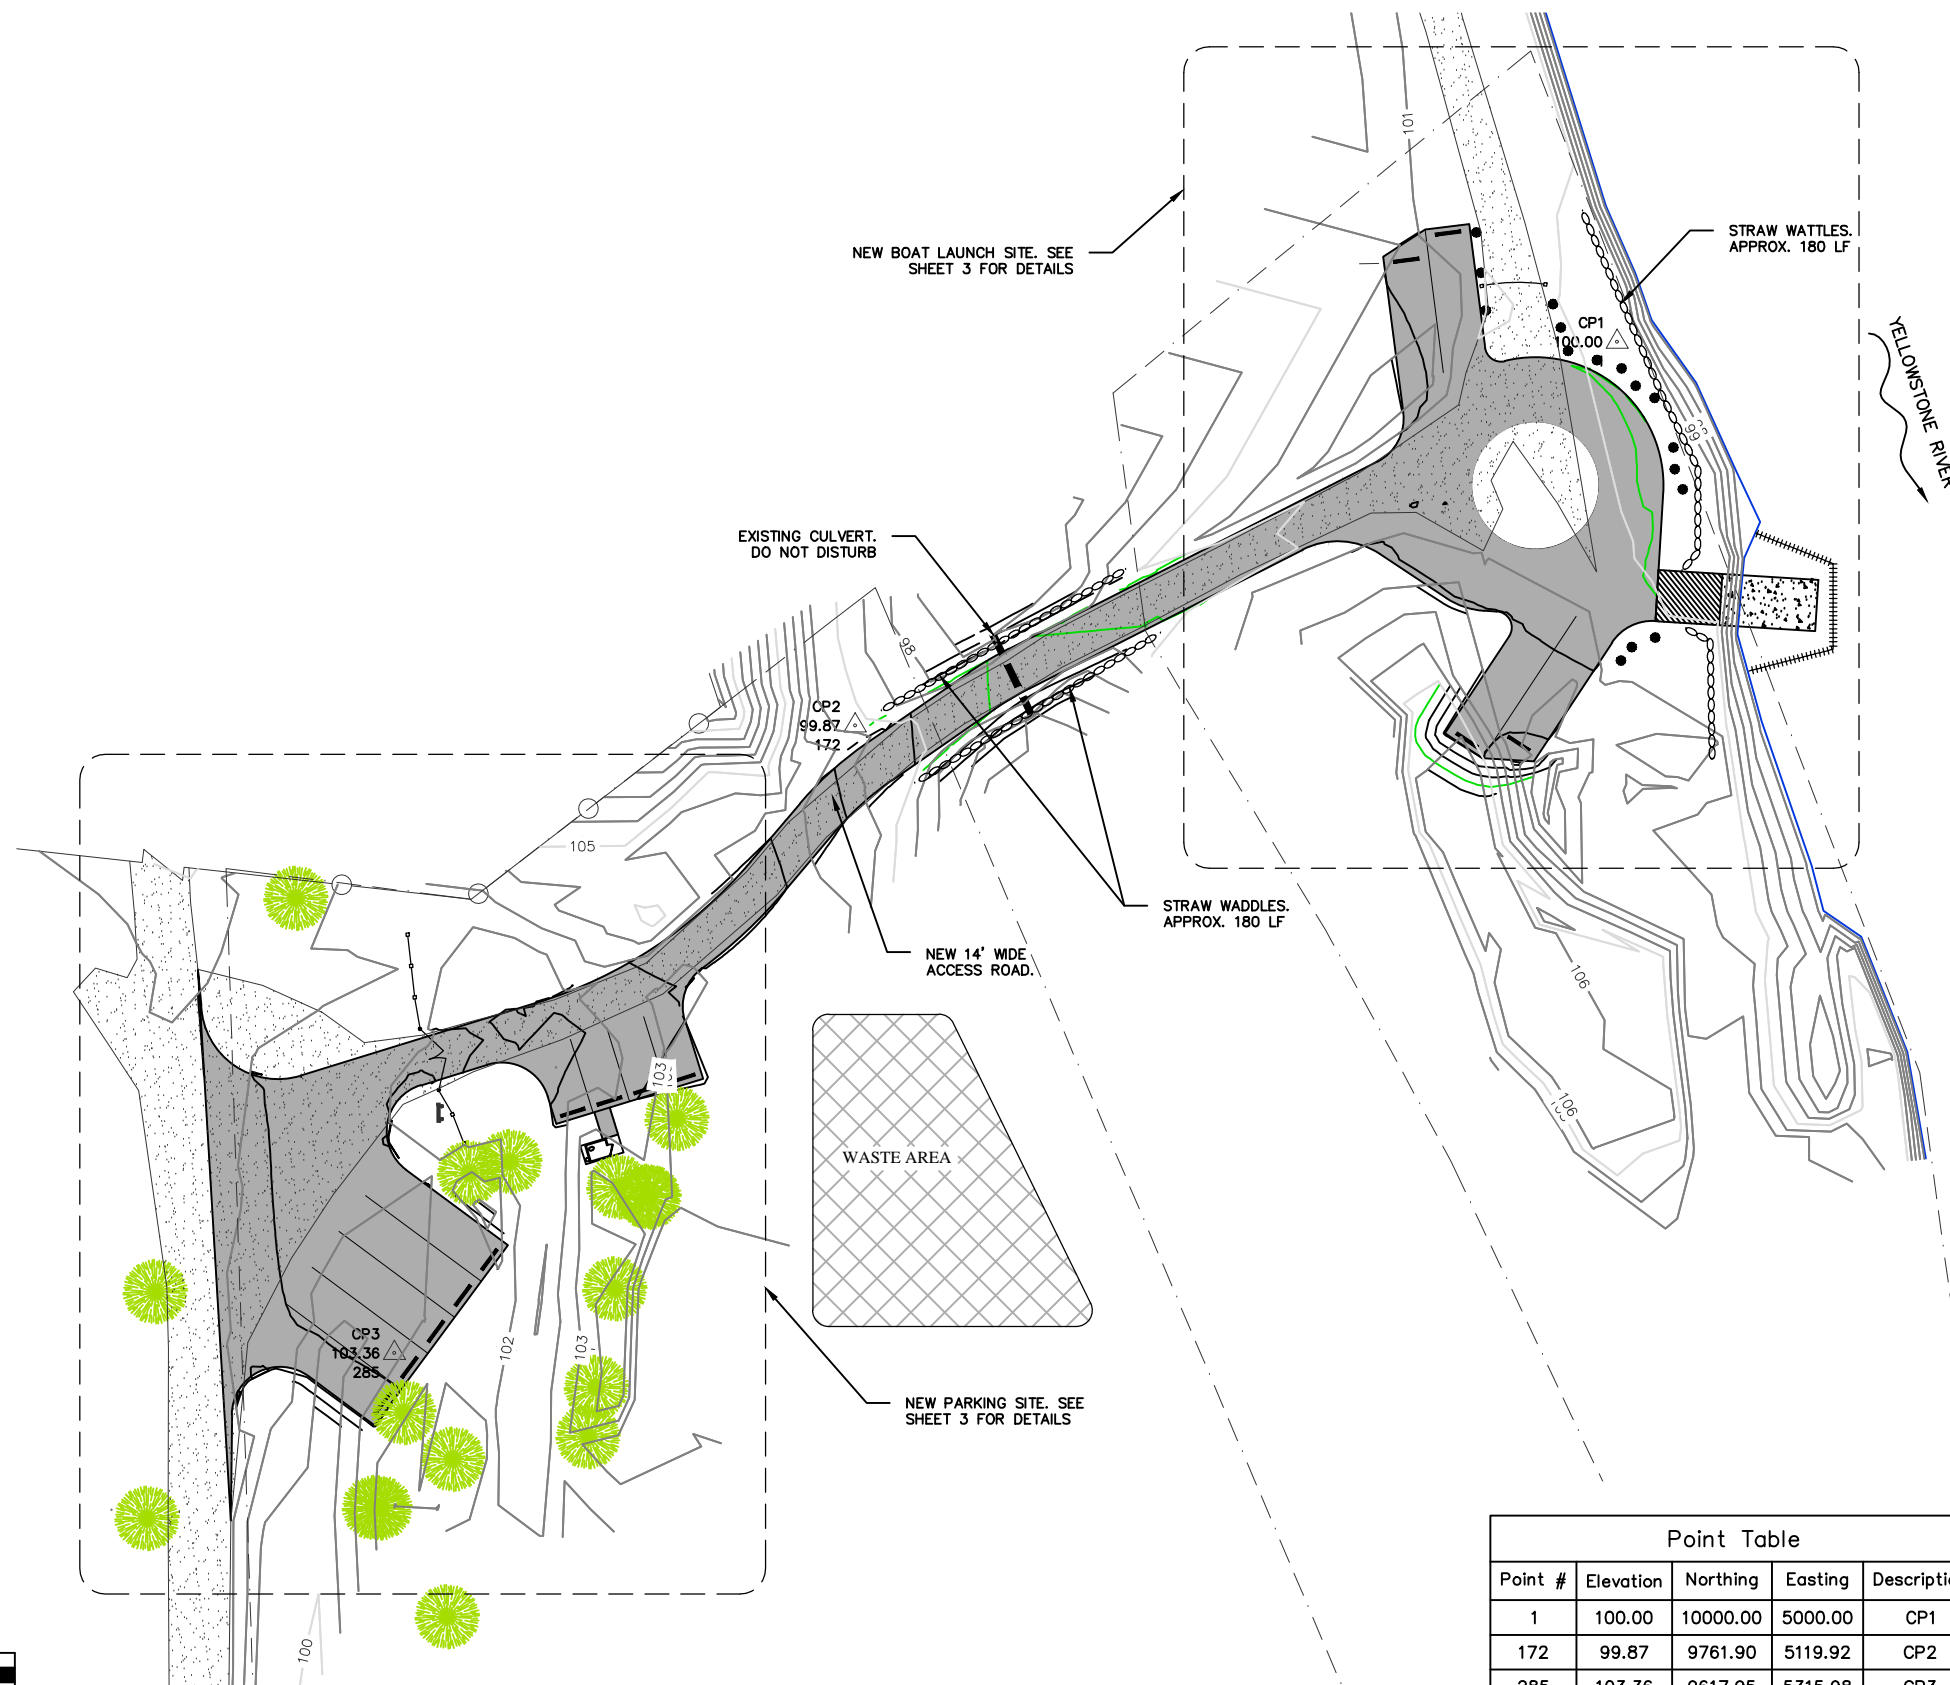 101
NEW BOAT LAUNCH SITE. SEE
SHEET 3 FOR DETAILS
STRAW WATTLES.
APPROX. 180 LF
CP1
100.00
YELLOWSTONE RIVER
99
EXISTING CULVERT.
DO NOT DISTURB
98
CP2
99.87
172
105
STRAW WADDLES.
APPROX. 180 LF
NEW 14' WIDE
ACCESS ROAD.
106
103
106
WASTE AREA
CP3
103.36
285
102
103
NEW PARKING SITE. SEE
SHEET 3 FOR DETAILS
100
Point Table
Point # Elevation Northing Easting
1 100.00 10000.00 5000.00 CP1
172 99.87 9761.90 5119.92 CP2